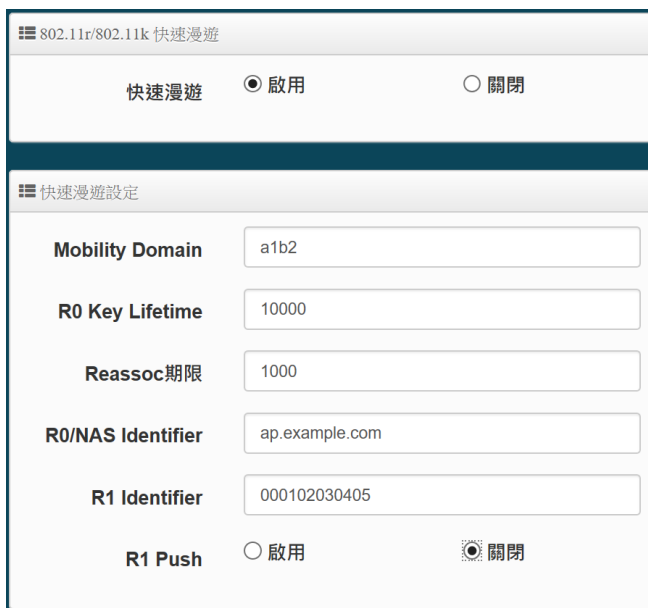 802.11r/802.11k 快速漫遊
快速漫遊 啟用 關閉
快速漫遊設定
Mobility Domain a1b2
R0 Key Lifetime 10000
Reassoc期限 1000
R0/NAS Identifier ap.example.com
R1 Identifier 000102030405
R1 Push 啟用 關閉